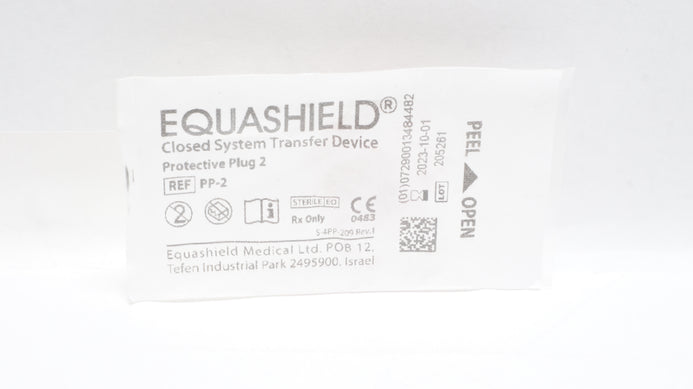 EQUASHIELD®
Closed System Transfer Device
Protective Plug 2
REF PP-2
2
STERILE EO
Rx Only
CE
0483
S 4PP-209 Rev.1
Equashield Medical Ltd. POB 12,
Tefen Industrial Park 2495900, Israel
(01)07290013484482
2023-10-01
LOT 205261
PEEL OPEN